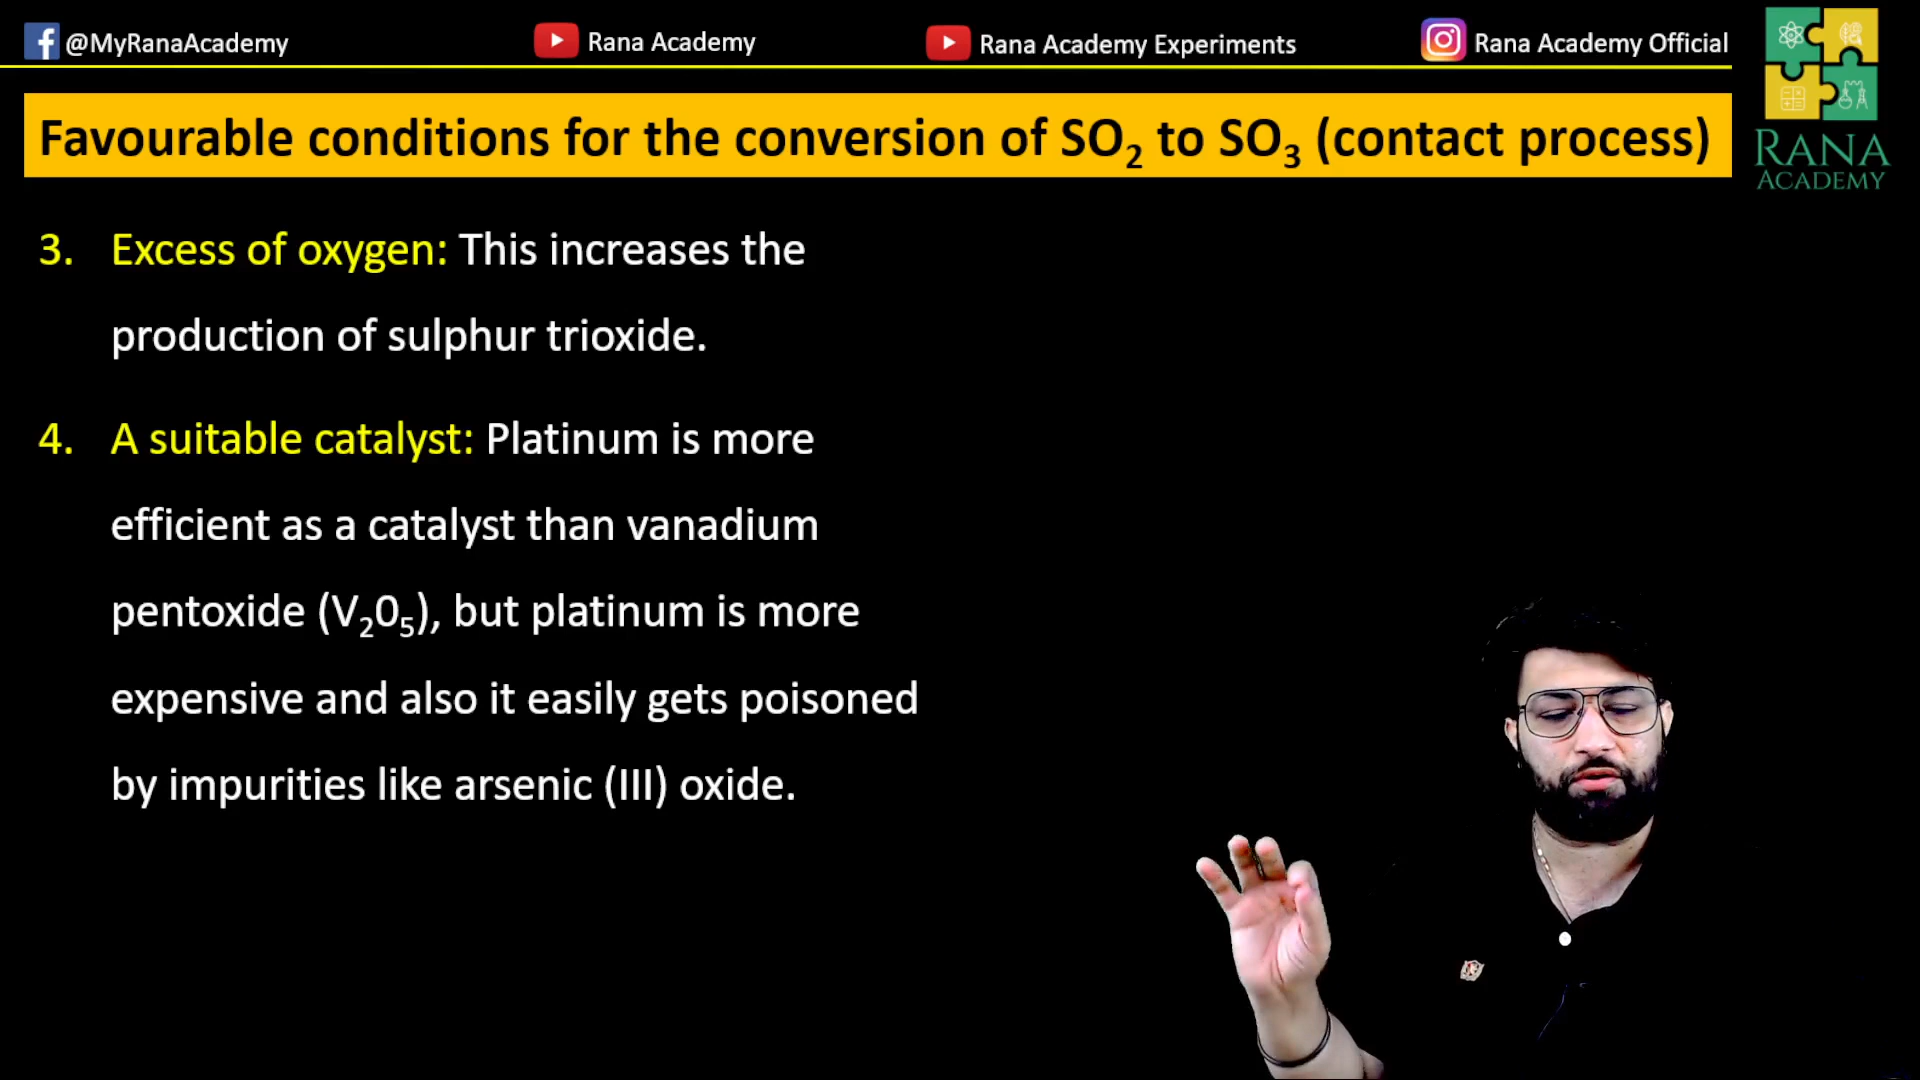 @MyRanaAcademy
Rana Academy
Rana Academy Experiments
Rana Academy Official
RANA
ACADEMY
Favourable conditions for the conversion of SO₂ to SO₃ (contact process)
3. Excess of oxygen: This increases the
production of sulphur trioxide.
4. A suitable catalyst: Platinum is more
efficient as a catalyst than vanadium
pentoxide (V₂0₅), but platinum is more
expensive and also it easily gets poisoned
by impurities like arsenic (III) oxide.